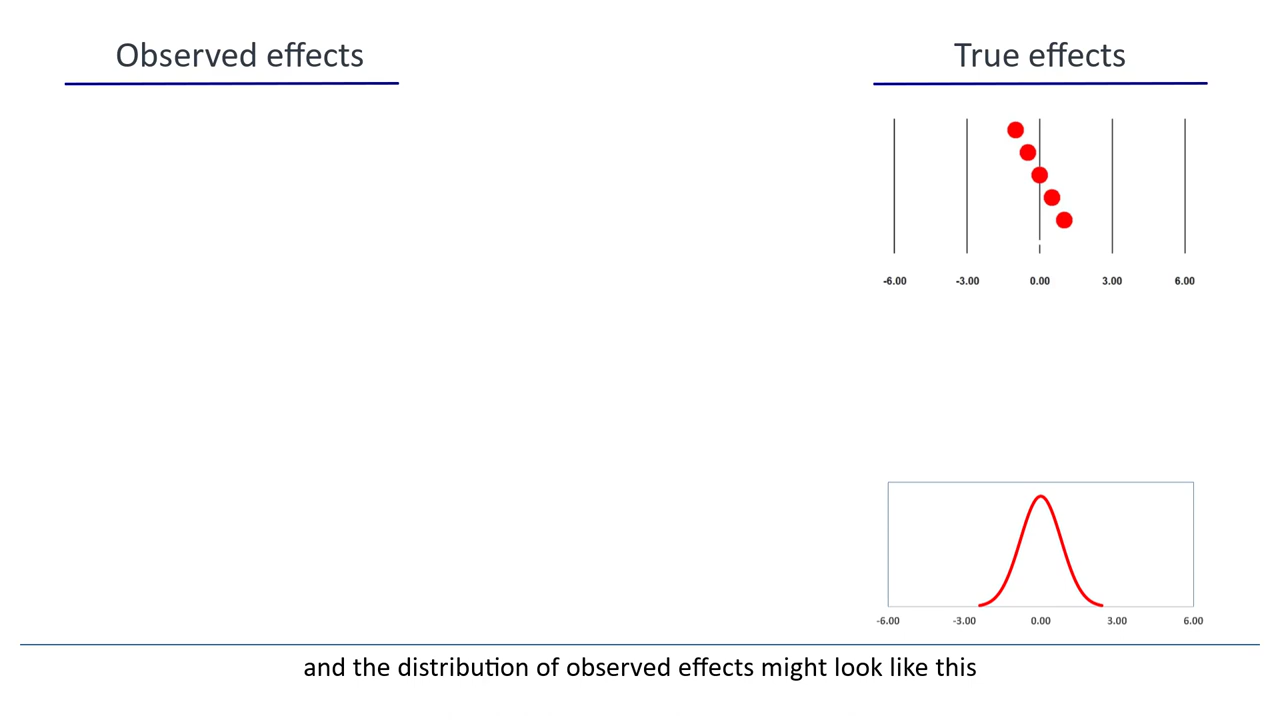 Observed effects
True effects
-6.00 -3.00 0.00 3.00 6.00
-6.00 -3.00 0.00 3.00 6.00
and the distribution of observed effects might look like this